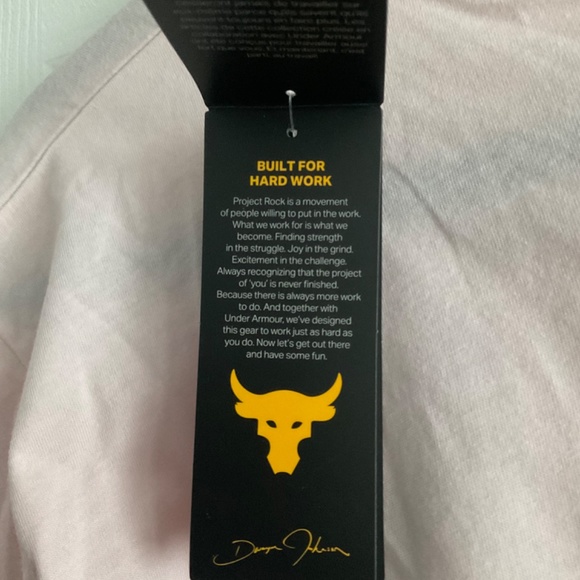 BUILT FOR
HARD WORK
Project Rock is a movement
of people willing to put in the work.
What we work for is what we
become. Finding strength
in the struggle. Joy in the grind.
Excitement in the challenge.
Always recognizing that the project
of ‘you’ is never finished.
Because there is always more work
to do. And together with
Under Armour, we’ve designed
this gear to work just as hard as
you do. Now let’s get out there
and have some fun.
Dwayne Johnson